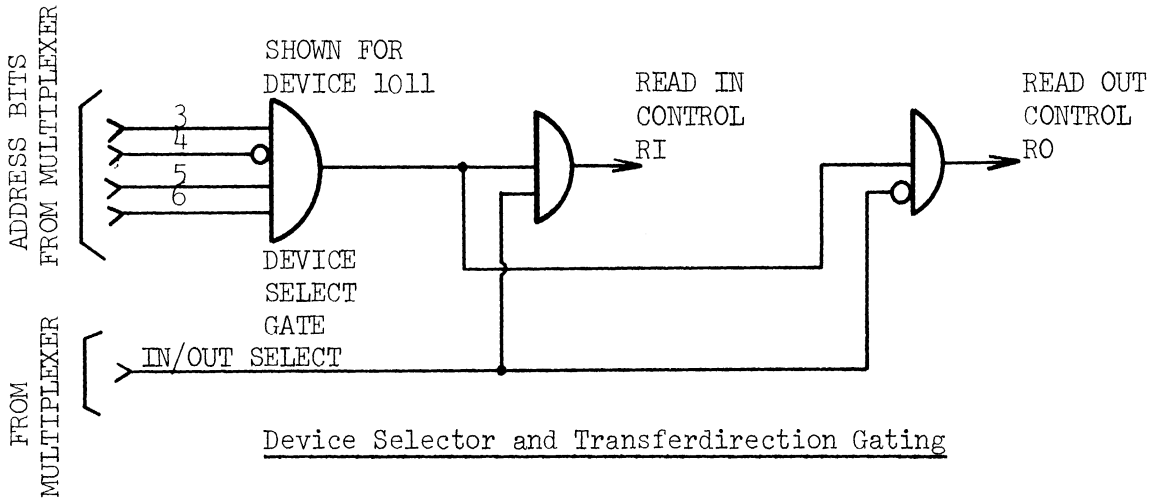 ADDRESS BITS
FROM MULTIPLEXER
3
4
5
6
SHOWN FOR
DEVICE 1011
DEVICE
SELECT
GATE
READ IN
CONTROL
RI
READ OUT
CONTROL
RO
FROM
MULTIPLEXER
IN/OUT SELECT
Device Selector and Transferdirection Gating